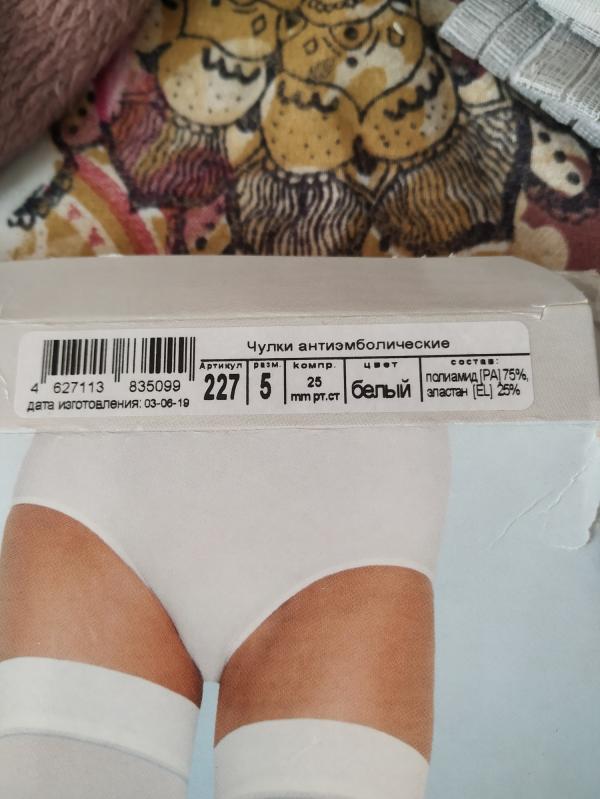 Чулки антиэмболические
Артикул разм. компр. цвет состав:
227 5 25 mm рт.ст белый полиамид [PA] 75%,
эластан [EL] 25%
4 627113 835099
дата изготовления: 03-06-19